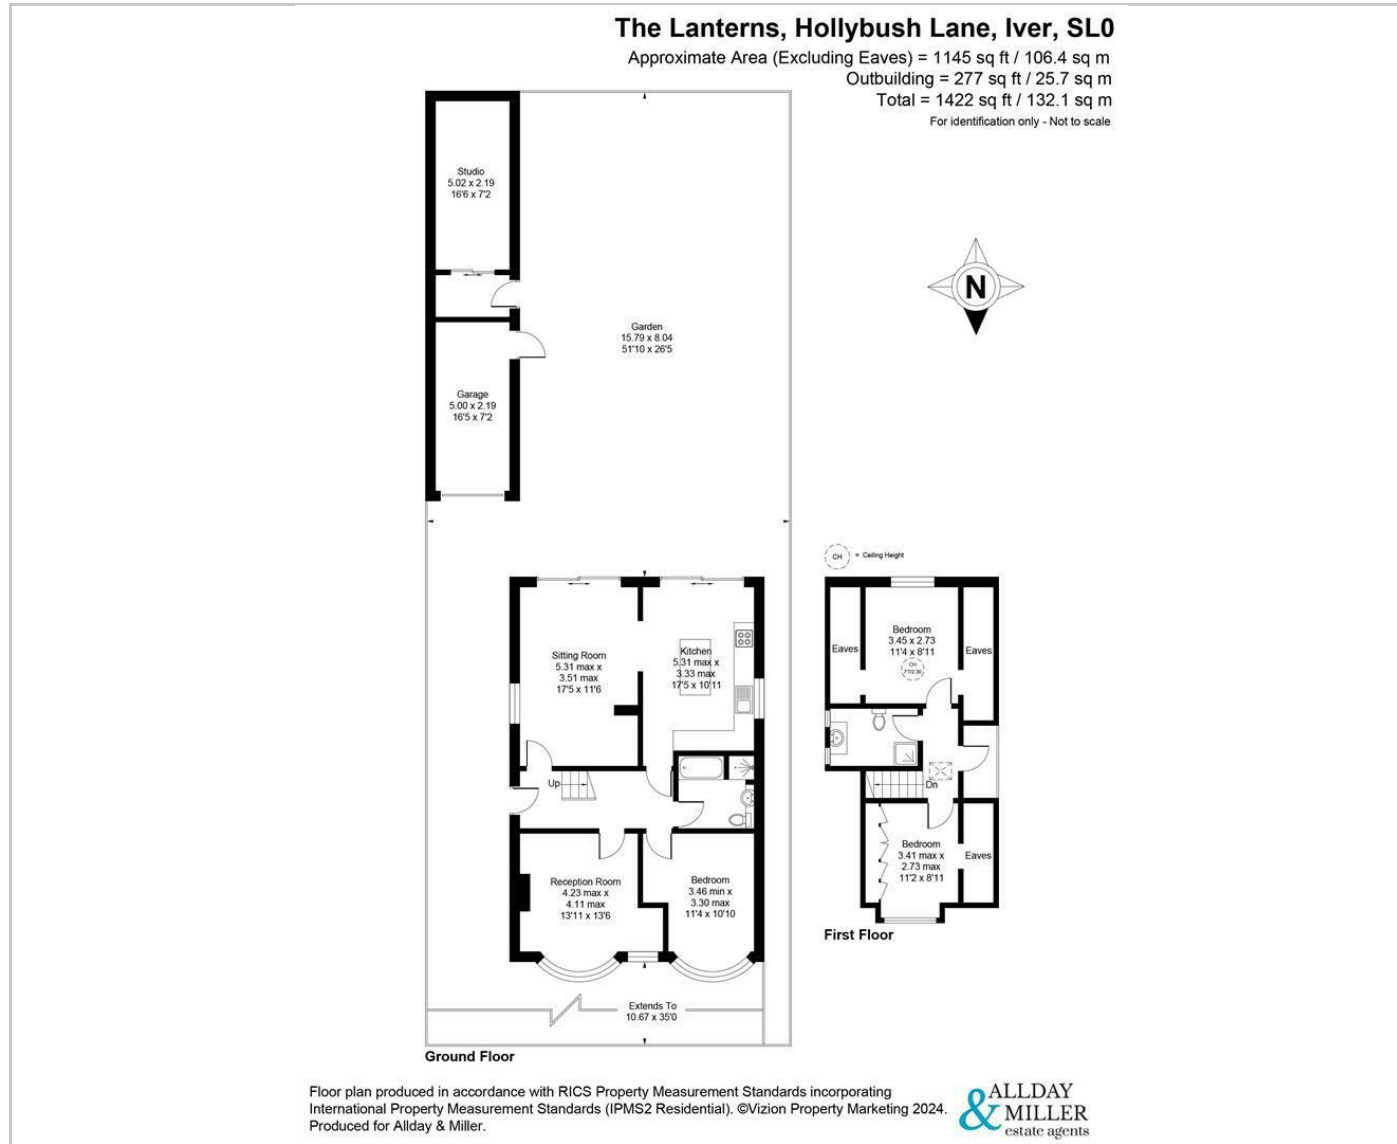 The Lanterns, Hollybush Lane, Iver, SL0
Approximate Area (Excluding Eaves) = 1145 sq ft / 106.4 sq m
Outbuilding = 277 sq ft / 25.7 sq m
Total = 1422 sq ft / 132.1 sq m
For identification only - Not to scale
Studio
5.02 x 2.19
16'6 x 7'2
N
Garden
15.79 x 8.04
51'10 x 26'5
Garage
5.00 x 2.19
16'5 x 7'2
CH = Ceiling Height
Sitting Room
5.31 max x
3.51 max
17'5 x 11'6
Kitchen
5.31 max x
3.33 max
17'5 x 10'11
Up
Reception Room
4.23 max x
4.11 max
13'11 x 13'6
Bedroom
3.46 min x
3.30 max
11'4 x 10'10
Extends To
10.67 x 35'0
Ground Floor
Eaves
Bedroom
3.45 x 2.73
11'4 x 8'11
CH
Eaves
Dn
Bedroom
3.41 max x
2.73 max
11'2 x 8'11
Eaves
First Floor
Floor plan produced in accordance with RICS Property Measurement Standards incorporating
International Property Measurement Standards (IPMS2 Residential). ©Vizion Property Marketing 2024.
Produced for Allday & Miller.
ALLDAY
& MILLER
estate agents